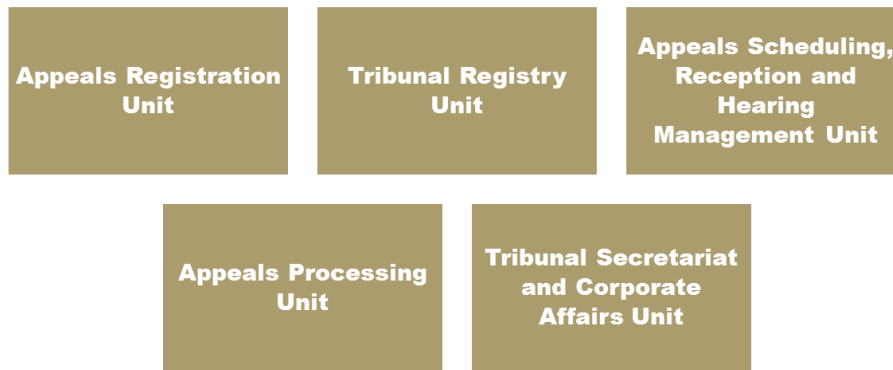 Appeals Registration
Unit
Tribunal Registry
Unit
Appeals Scheduling,
Reception and
Hearing
Management Unit
Appeals Processing
Unit
Tribunal Secretariat
and Corporate
Affairs Unit